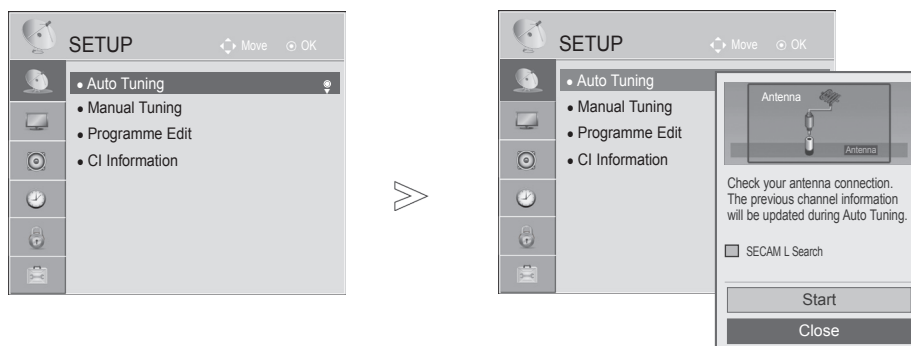 SETUP
Move
OK
• Auto Tuning
• Manual Tuning
• Programme Edit
• CI Information
SETUP
Move
OK
• Auto Tuning
• Manual Tuning
• Programme Edit
• CI Information
Antenna
Antenna
Check your antenna connection.
The previous channel information
will be updated during Auto Tuning.
SECAM L Search
Start
Close